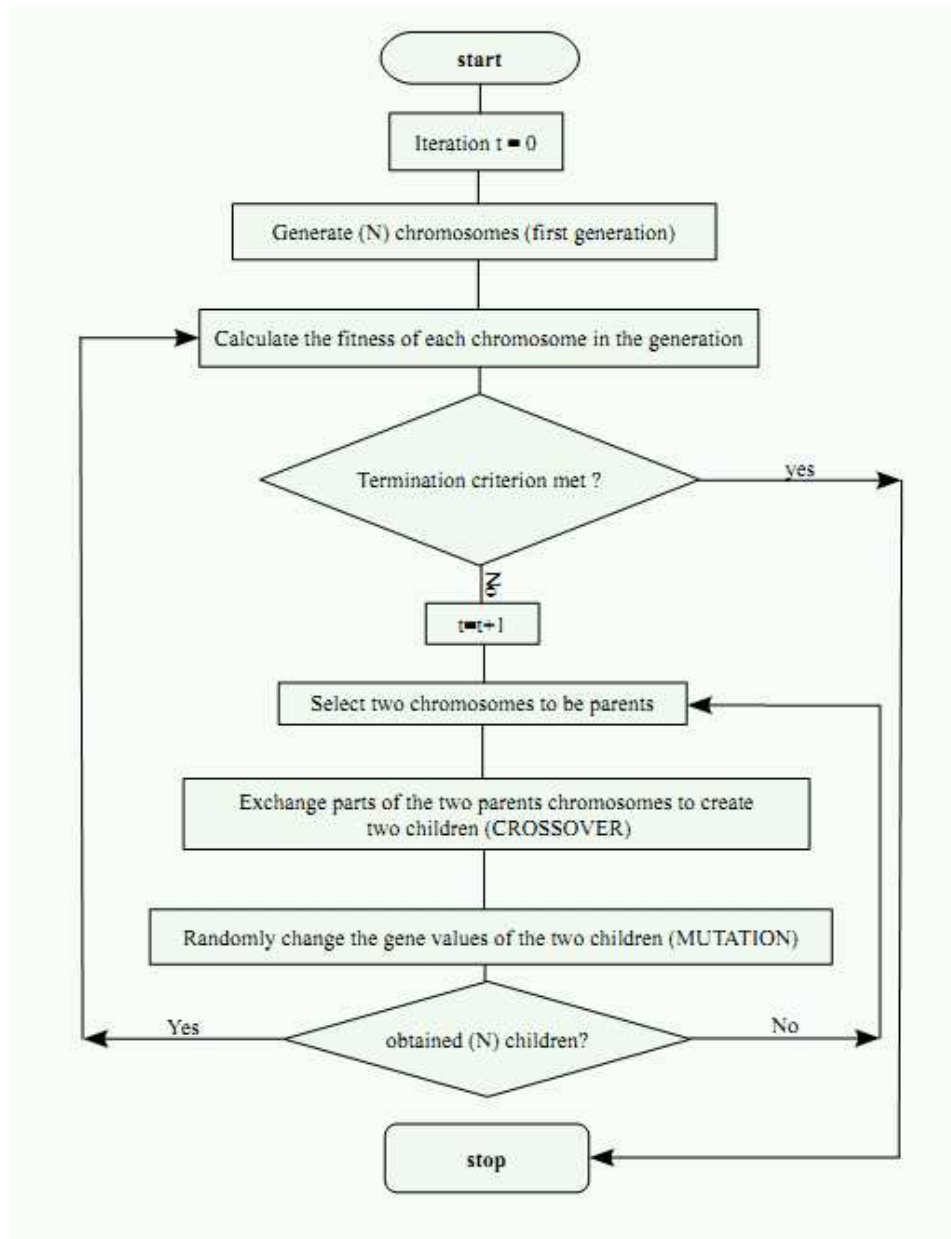 start
Iteration t = 0
Generate (N) chromosomes (first generation)
Calculate the fitness of each chromosome in the generation
Termination criterion met ?
yes
No
t=t+1
Select two chromosomes to be parents
Exchange parts of the two parents chromosomes to create
two children (CROSSOVER)
Randomly change the gene values of the two children (MUTATION)
Yes
obtained (N) children?
No
stop